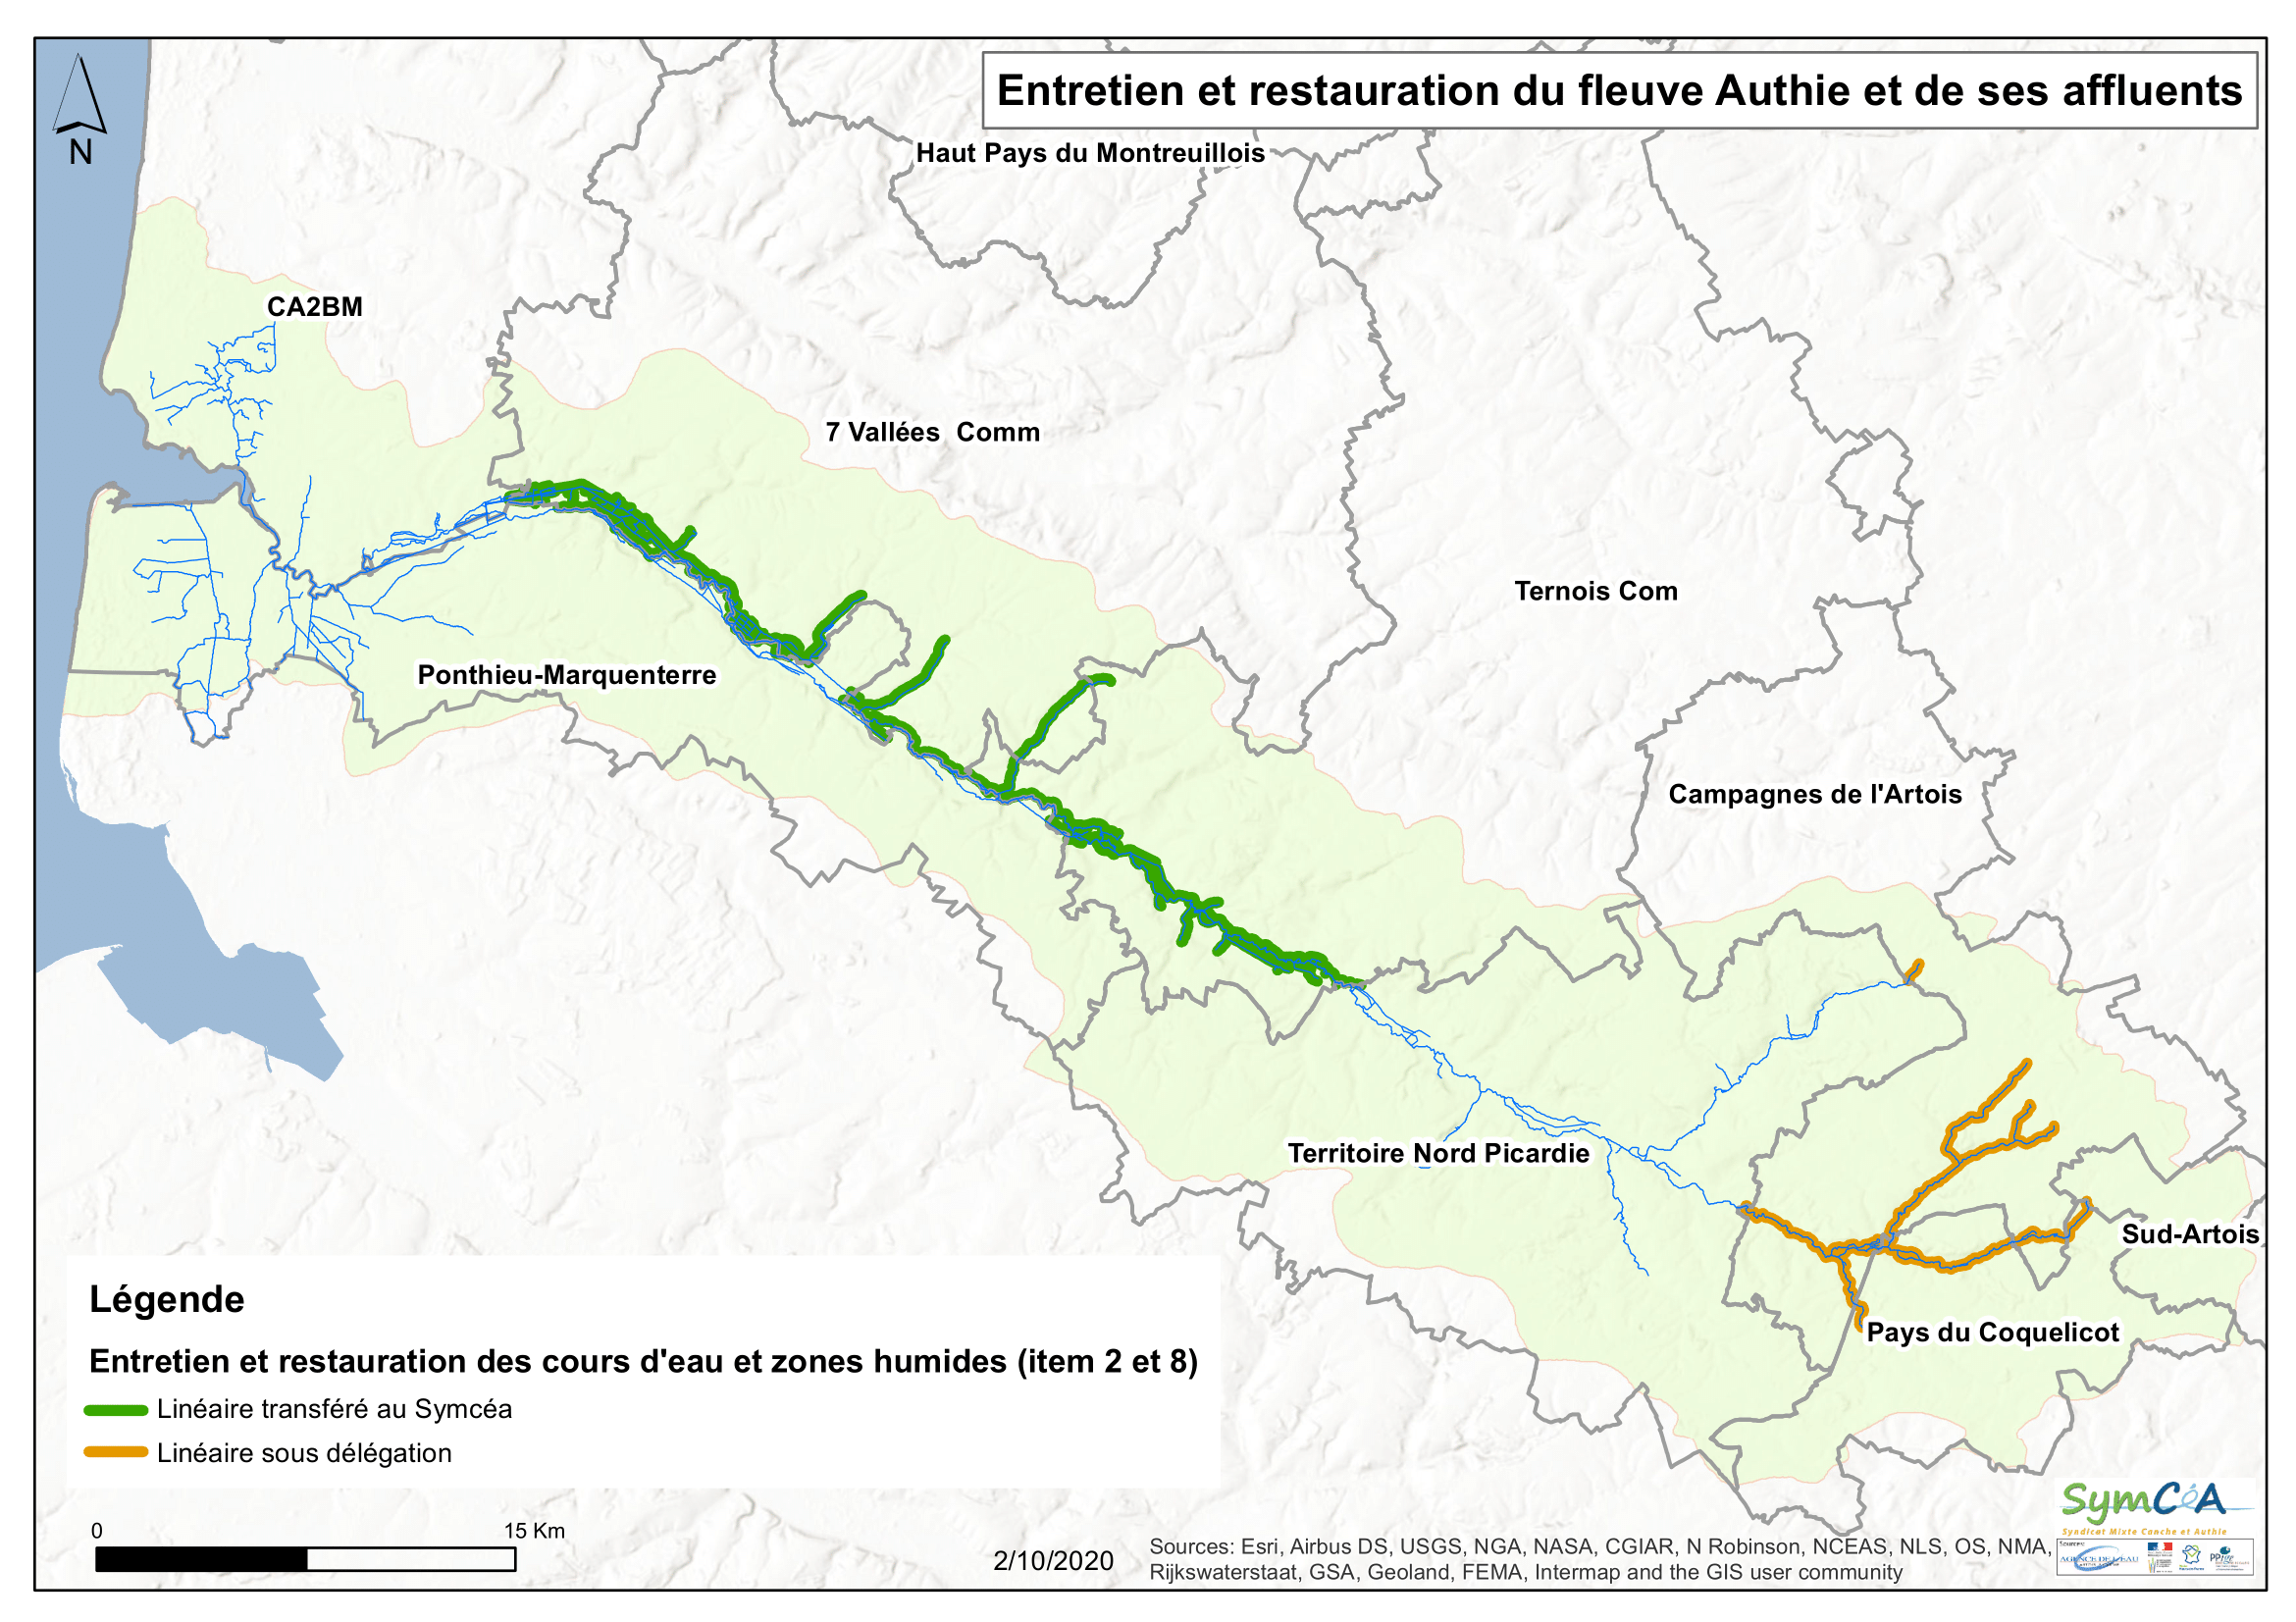 Entretien et restauration du fleuve Authie et de ses affluents
N
Haut Pays du Montreuillois
CA2BM
7 Vallées Comm
Ternois Com
Ponthieu-Marquenterre
Campagnes de l'Artois
Territoire Nord Picardie
Sud-Artois
Pays du Coquelicot
Légende
Entretien et restauration des cours d'eau et zones humides (item 2 et 8)
Linéaire transféré au Symcéa
Linéaire sous délégation
0 15 Km
2/10/2020
Sources: Esri, Airbus DS, USGS, NGA, NASA, CGIAR, N Robinson, NCEAS, NLS, OS, NMA,
Rijkswaterstaat, GSA, Geoland, FEMA, Intermap and the GIS user community
SymCéA
Syndicat Mixte Canche et Authie
Sources:
AGENCE DE L'EAU